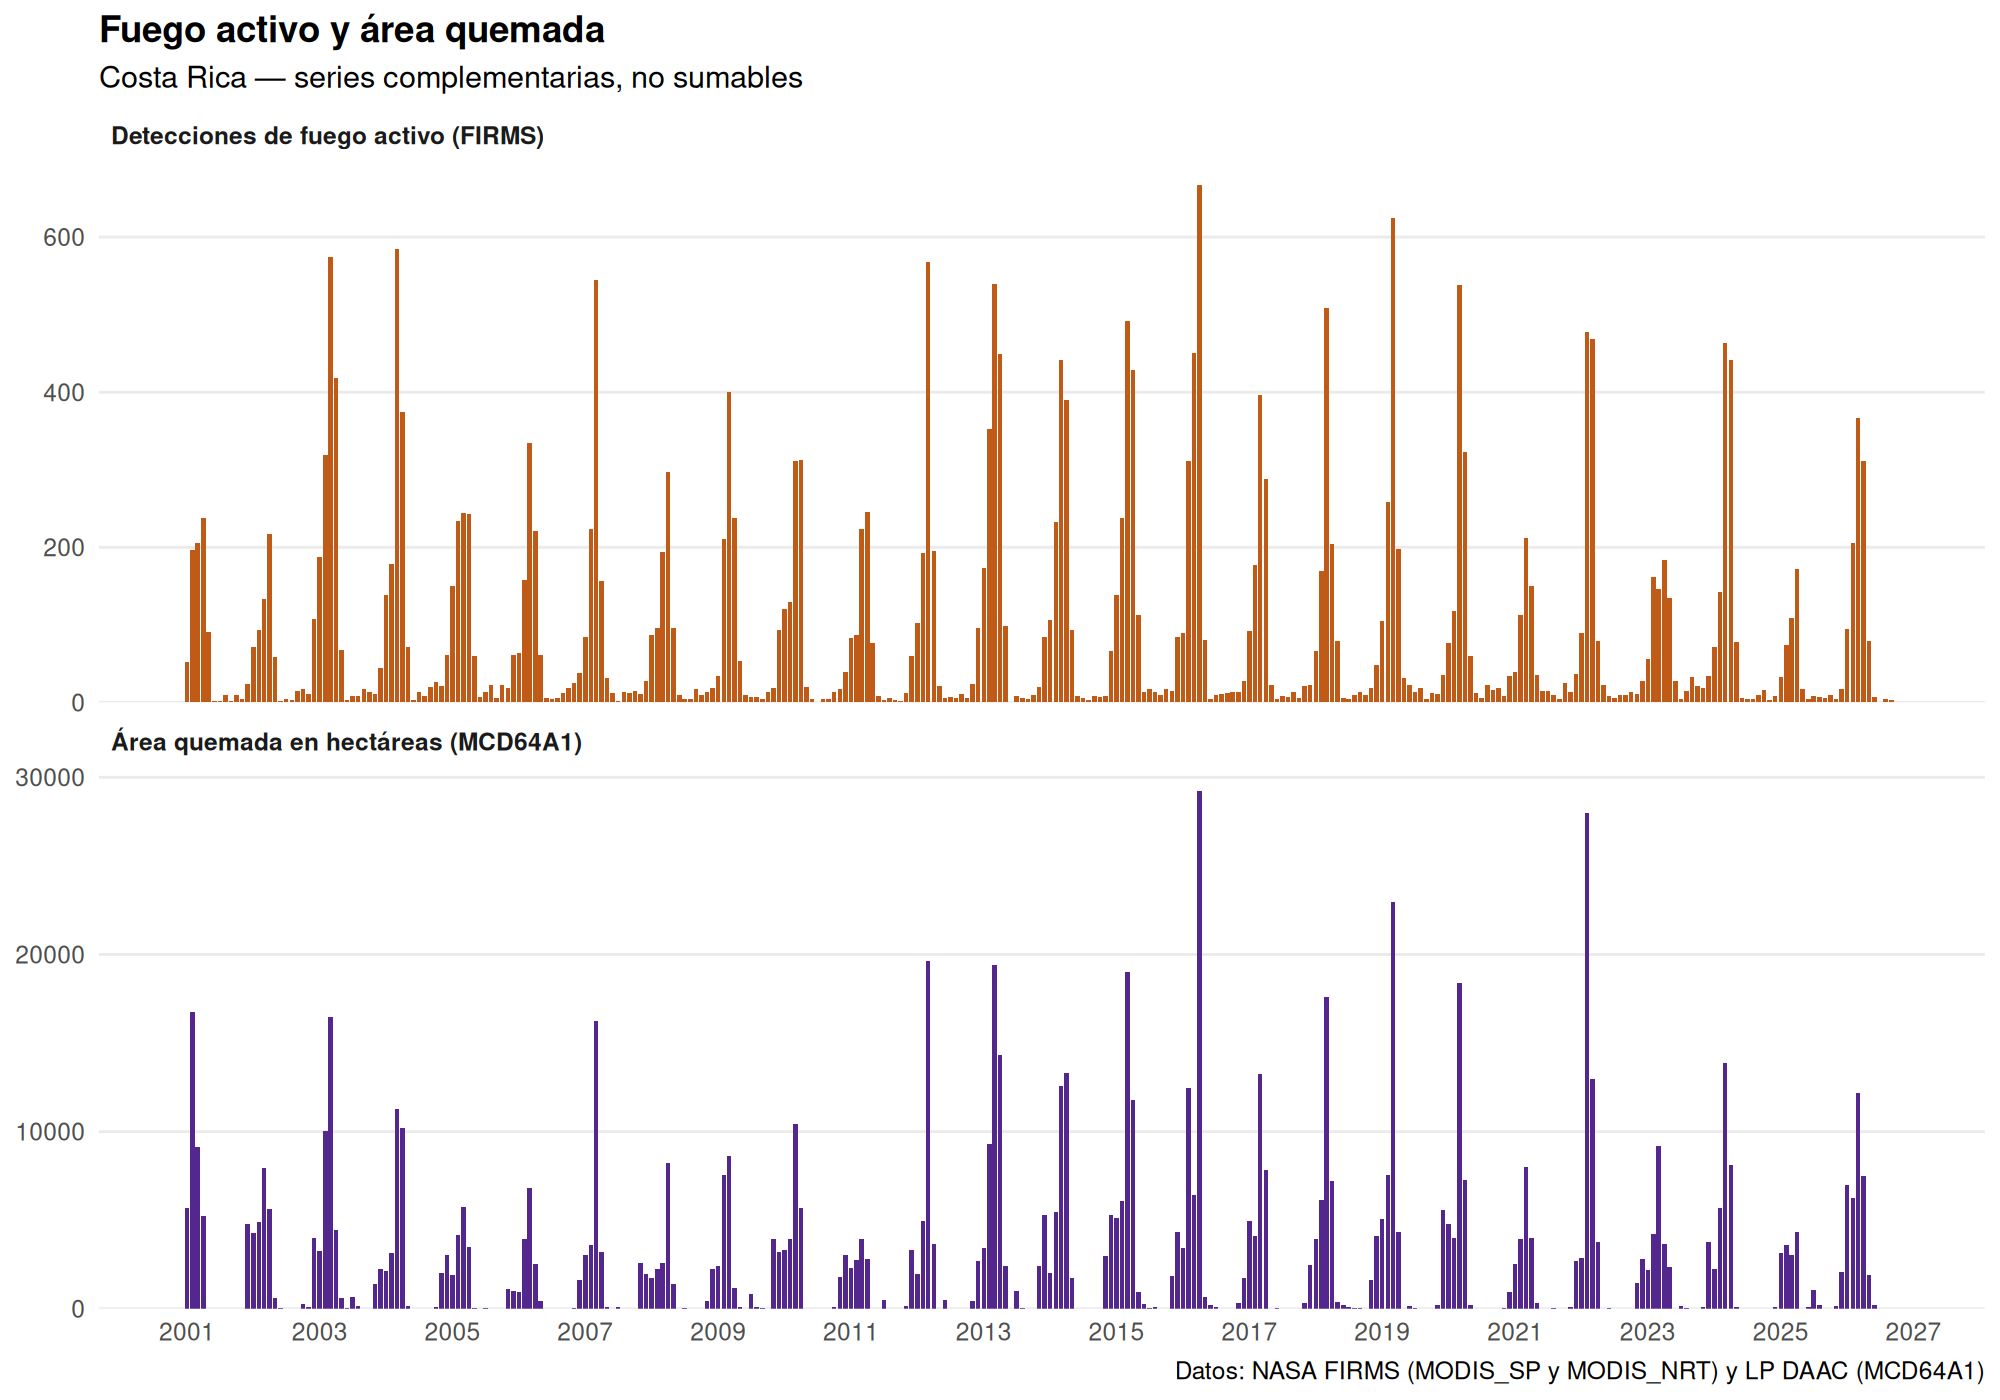 Fuego activo y área quemada
Costa Rica — series complementarias, no sumables
Detecciones de fuego activo (FIRMS)
600
400
200
0
Área quemada en hectáreas (MCD64A1)
30000
20000
10000
0
2001 2003 2005 2007 2009 2011 2013 2015 2017 2019 2021 2023 2025 2027
Datos: NASA FIRMS (MODIS_SP y MODIS_NRT) y LP DAAC (MCD64A1)